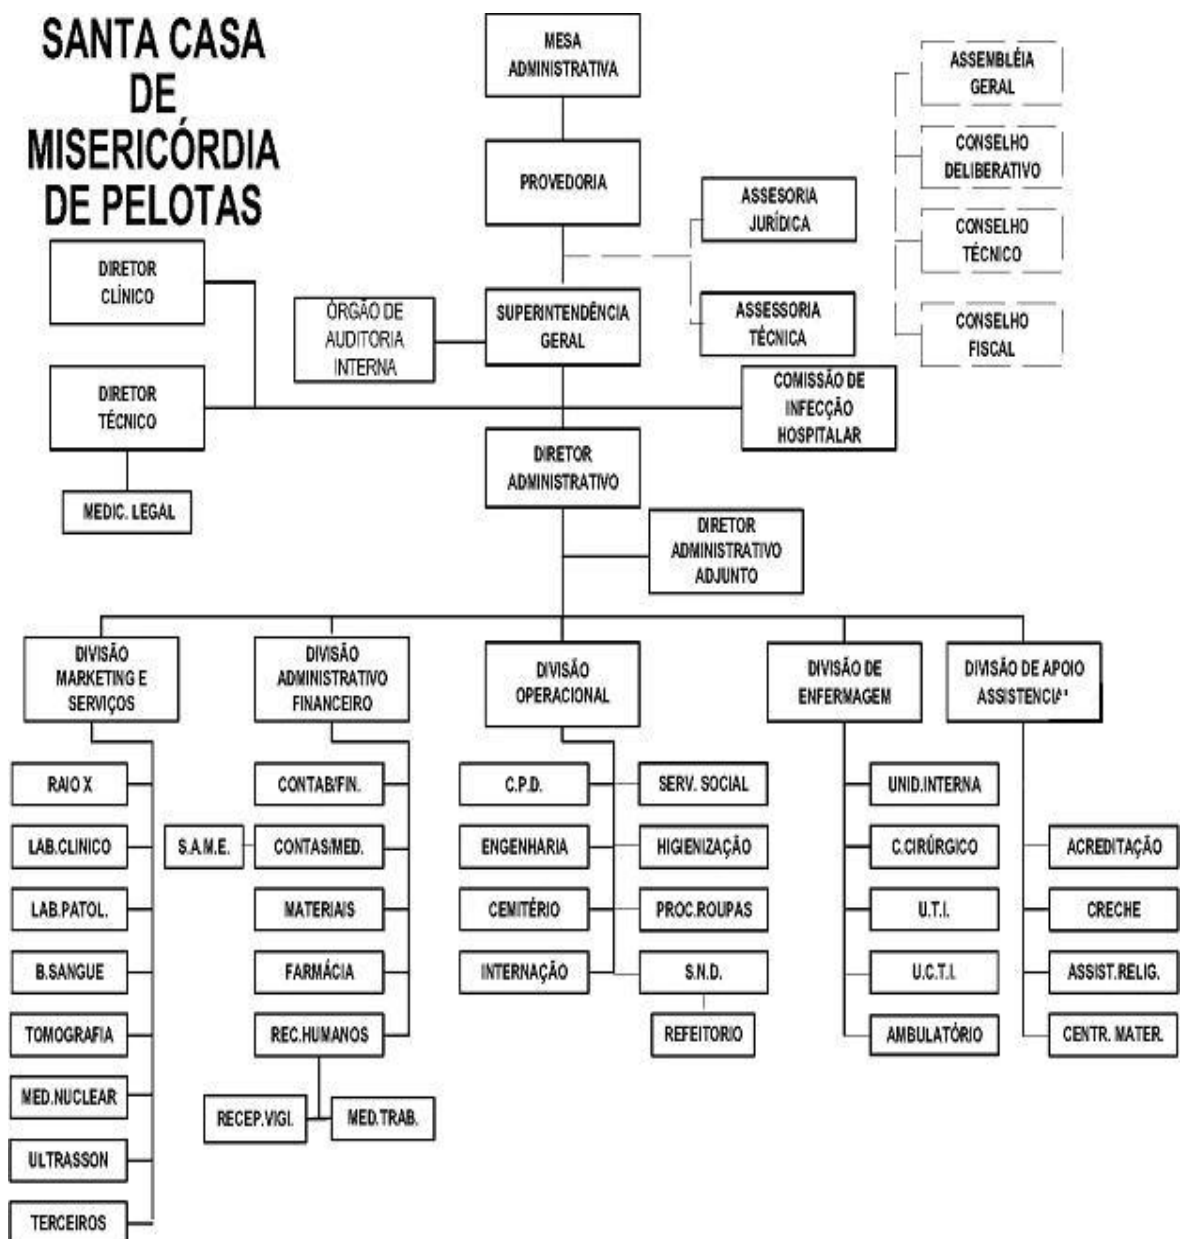 SANTA CASA
DE
MISERICÓRDIA
DE PELOTAS
MESA
ADMINISTRATIVA
ASSEMBLÉIA
GERAL
CONSELHO
DELIBERATIVO
PROVEDORIA
ASSESORIA
JURÍDICA
CONSELHO
TÉCNICO
DIRETOR
CLÍNICO
ÓRGÃO DE
AUDITORIA
INTERNA
SUPERINTENDÊNCIA
GERAL
ASSESSORIA
TÉCNICA
CONSELHO
FISCAL
DIRETOR
TÉCNICO
COMISSÃO DE
INFECÇÃO
HOSPITALAR
DIRETOR
ADMINISTRATIVO
MEDIC. LEGAL
DIRETOR
ADMINISTRATIVO
ADJUNTO
DIVISÃO
MARKETING E
SERVIÇOS
DIVISÃO
ADMINISTRATIVO
FINANCEIRO
DIVISÃO
OPERACIONAL
DIVISÃO DE
ENFERMAGEM
DIVISÃO DE APOIO
RAIO X
LAB.CLINICO
LAB.PATOL.
B.SANGUE
TOMOGRAFIA
MED.NUCLEAR
ULTRASSON
TERCEIROS
CONTAB/FIN.
S.A.M.E.
CONTAS/MED.
MATERIAIS
FARMÁCIA
REC.HUMANOS
RECEP.VIGI.
MED.TRAB.
C.P.D.
ENGENHARIA
CEMITÉRIO
INTERNAÇÃO
SERV. SOCIAL
HIGIENIZAÇÃO
PROC.ROUPAS
S.N.D.
REFEITORIO
UNID.INTERNA
C.CIRÚRGICO
U.T.I.
U.C.T.I.
AMBULATÓRIO
ACREDITAÇÃO
CRECHE
ASSIST.RELIG.
CENTR. MATER.